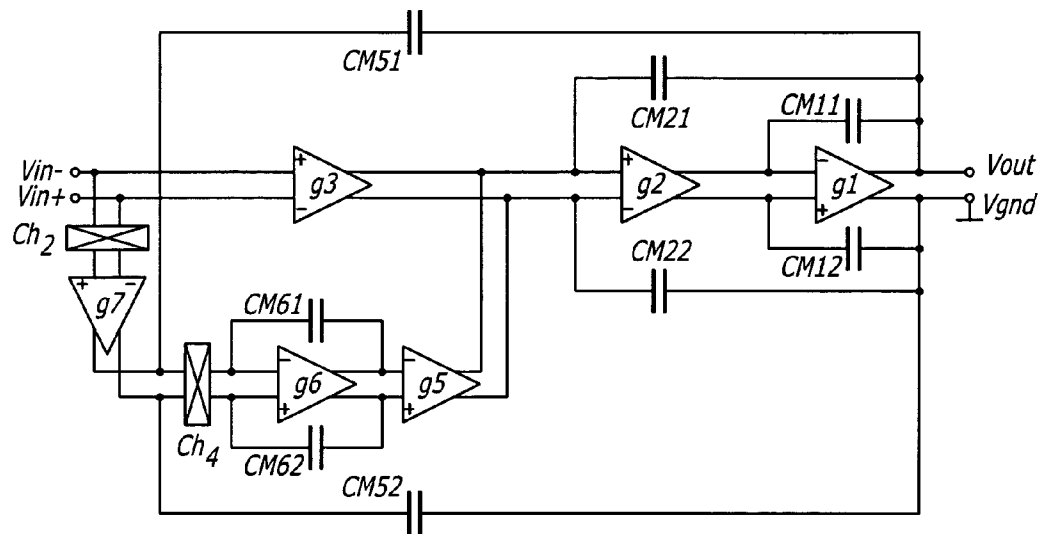 CM51
CM21
CM11
Vin-
+
g3
-
+
g2
-
-
g1
+
Vout
Vin+
Vgnd
Ch2
CM22
CM12
+ -
g7
CM61
-
g6
+
-
g5
+
Ch4
CM62
CM52